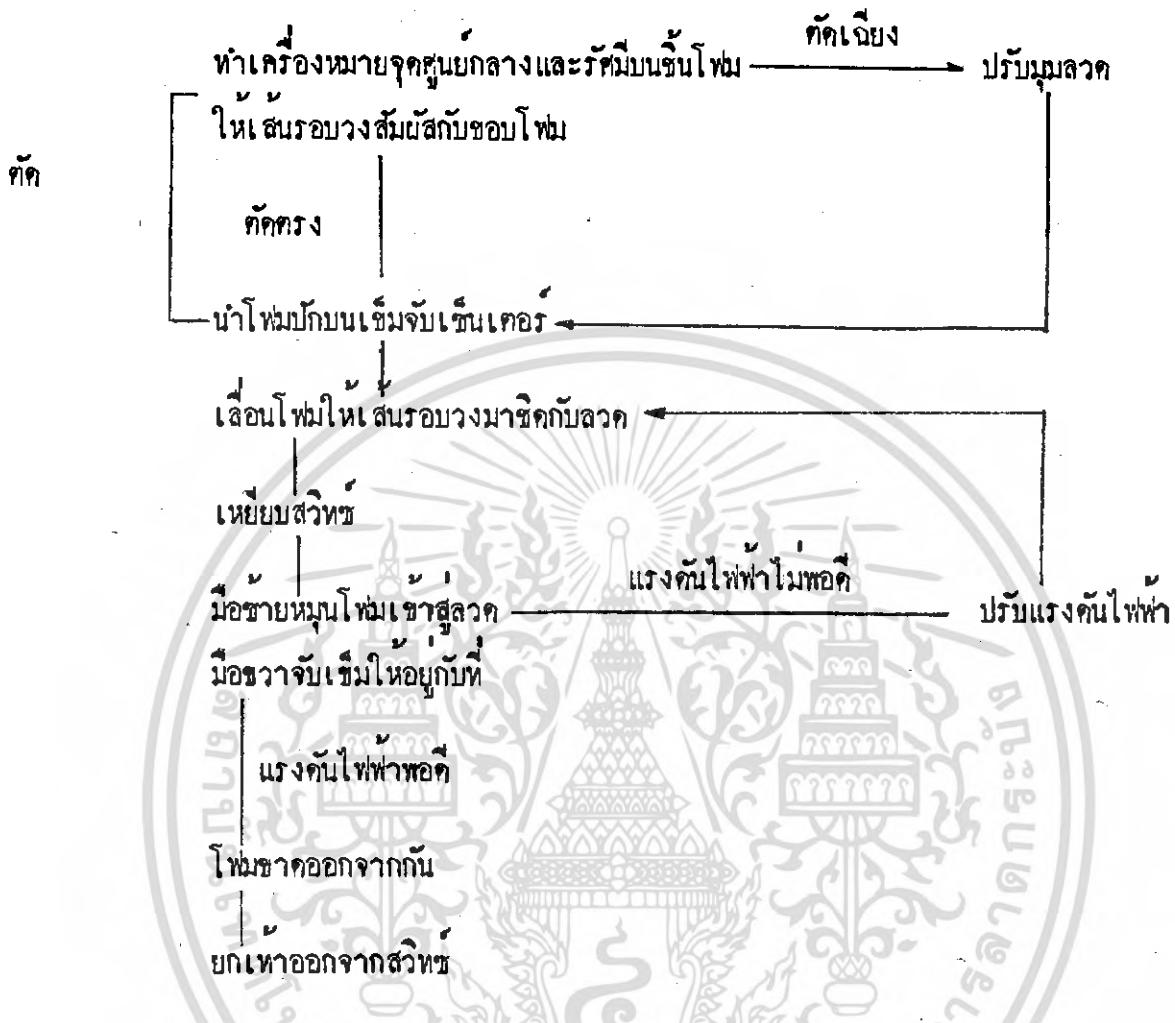 ตัดเฉียง
ทำเครื่องหมายจุดศูนย์กลางและรัศมีบนชิ้นโฟม
ปรับมุมลวด
ให้เส้นรอบวงสัมผัสกับขอบโฟม
ตัด
ตัดตรง
นำโฟมปักบนเข็มจับเซ็นเตอร์
เลื่อนโฟมให้เส้นรอบวงมาชิดกับลวด
เหยียบสวิทซ์
แรงดันไฟฟ้าไม่พอดี
มือซ้ายหมุนโฟมเข้าสู่ลวด
ปรับแรงดันไฟฟ้า
มือขวาจับเข็มให้อยู่กับที่
แรงดันไฟฟ้าพอดี
โฟมขาดออกจากกัน
ยกเท้าออกจากสวิทซ์